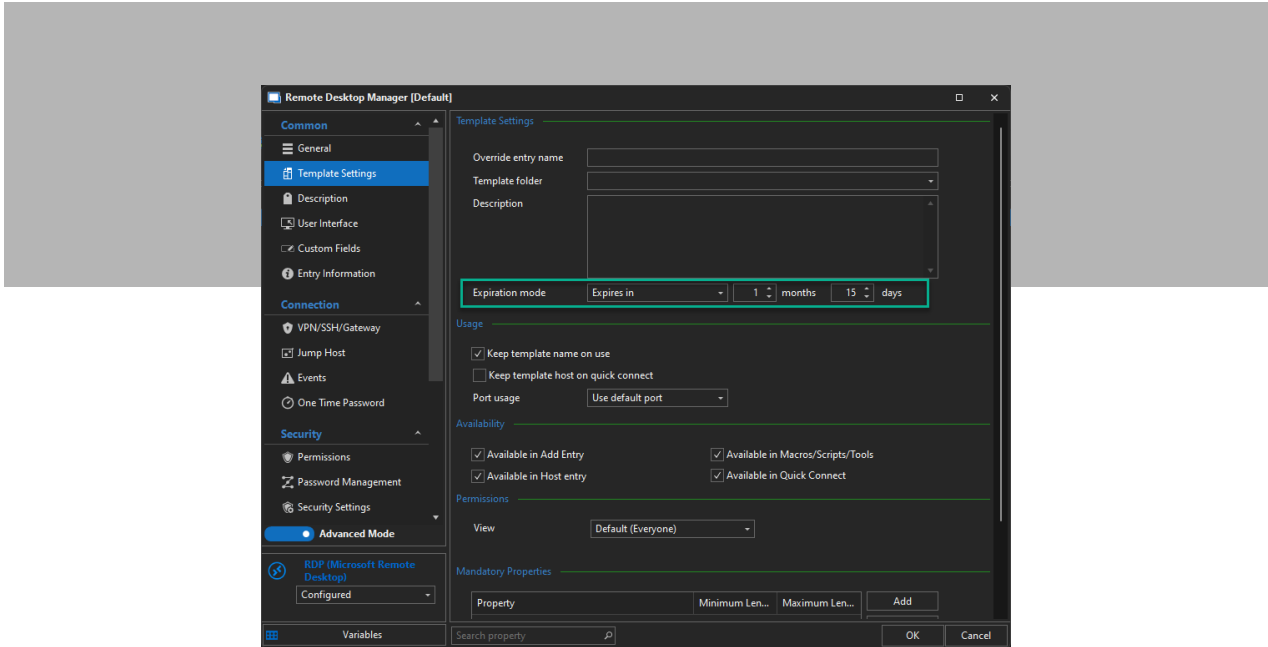 Remote Desktop Manager [Default]
Common
General
Template Settings
Description
User Interface
Custom Fields
Entry Information
Connection
VPN/SSH/Gateway
Jump Host
Events
One Time Password
Security
Permissions
Password Management
Security Settings
Advanced Mode
RDP (Microsoft Remote
Desktop)
Configured
Variables
Template Settings
Override entry name
Template folder
Description
Expiration mode Expires in 1 months 15 days
Usage
Keep template name on use
Keep template host on quick connect
Port usage Use default port
Availability
Available in Add Entry Available in Macros/Scripts/Tools
Available in Host entry Available in Quick Connect
Permissions
View Default (Everyone)
Mandatory Properties
Property Minimum Len... Maximum Len... Add
Search property OK Cancel